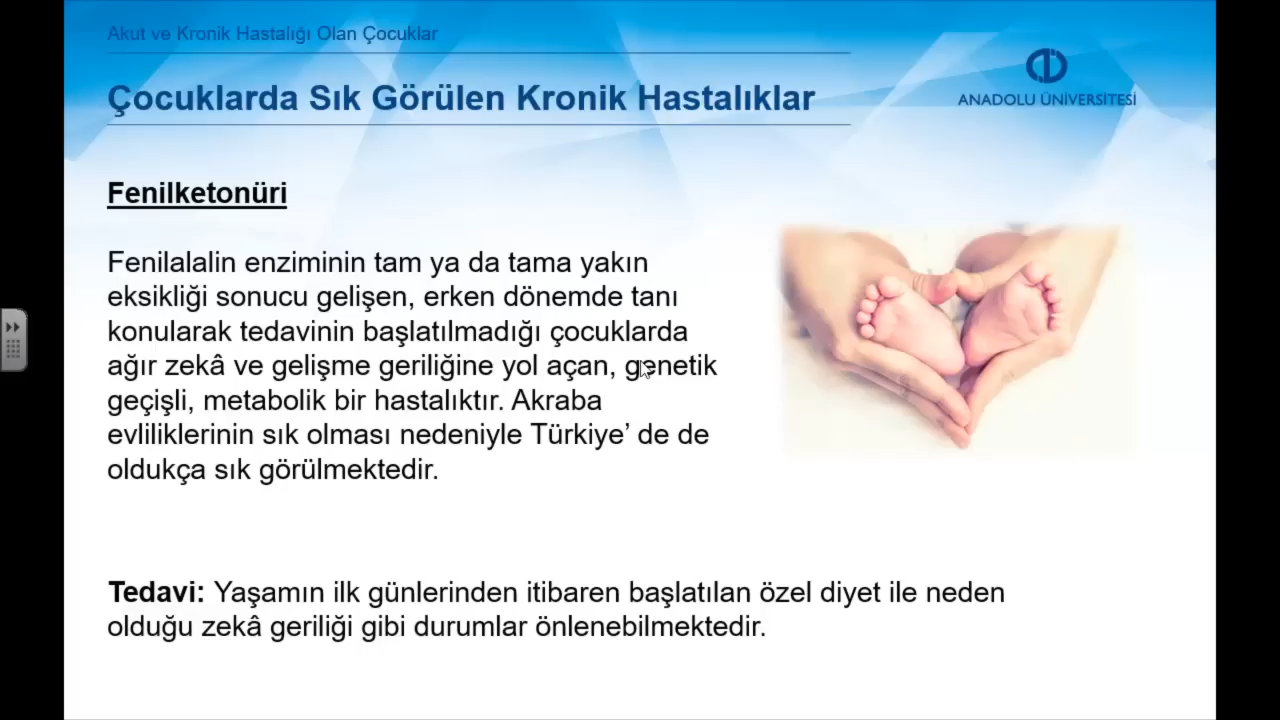 Akut ve Kronik Hastalığı Olan Çocuklar
Çocuklarda Sık Görülen Kronik Hastalıklar
ANADOLU ÜNİVERSİTESİ
Fenilketonüri
Fenilalalin enziminin tam ya da tama yakın
eksikliği sonucu gelişen, erken dönemde tanı
konularak tedavinin başlatılmadığı çocuklarda
ağır zekâ ve gelişme geriliğine yol açan, genetik
geçişli, metabolik bir hastalıktır. Akraba
evliliklerinin sık olması nedeniyle Türkiye’ de de
oldukça sık görülmektedir.
Tedavi: Yaşamın ilk günlerinden itibaren başlatılan özel diyet ile neden
olduğu zekâ geriliği gibi durumlar önlenebilmektedir.